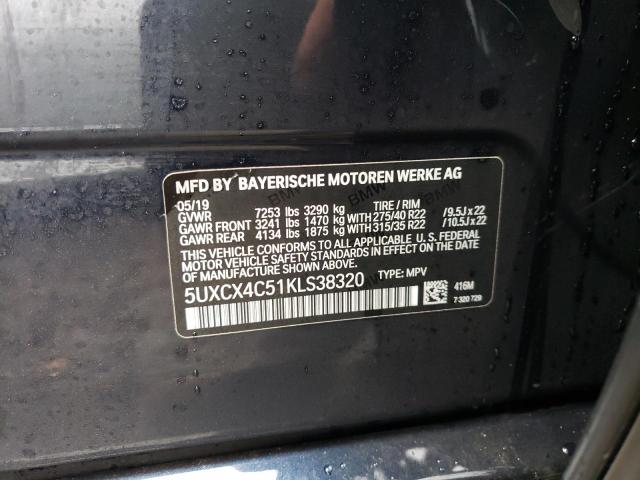 MFD BY BAYERISCHE MOTOREN WERKE AG
05/19 TIRE / RIM
GVWR 7253 lbs 3290 kg
GAWR FRONT 3241 lbs 1470 kg WITH 275/40 R22 / 9.5J x 22
GAWR REAR 4134 lbs 1875 kg WITH 315/35 R22 / 10.5J x 22
THIS VEHICLE CONFORMS TO ALL APPLICABLE U. S. FEDERAL
MOTOR VEHICLE SAFETY STANDARDS IN EFFECT ON THE
DATE OF MANUFACTURE SHOWN ABOVE.
5UXCX4C51KLS38320 TYPE: MPV
416M
7 320 729